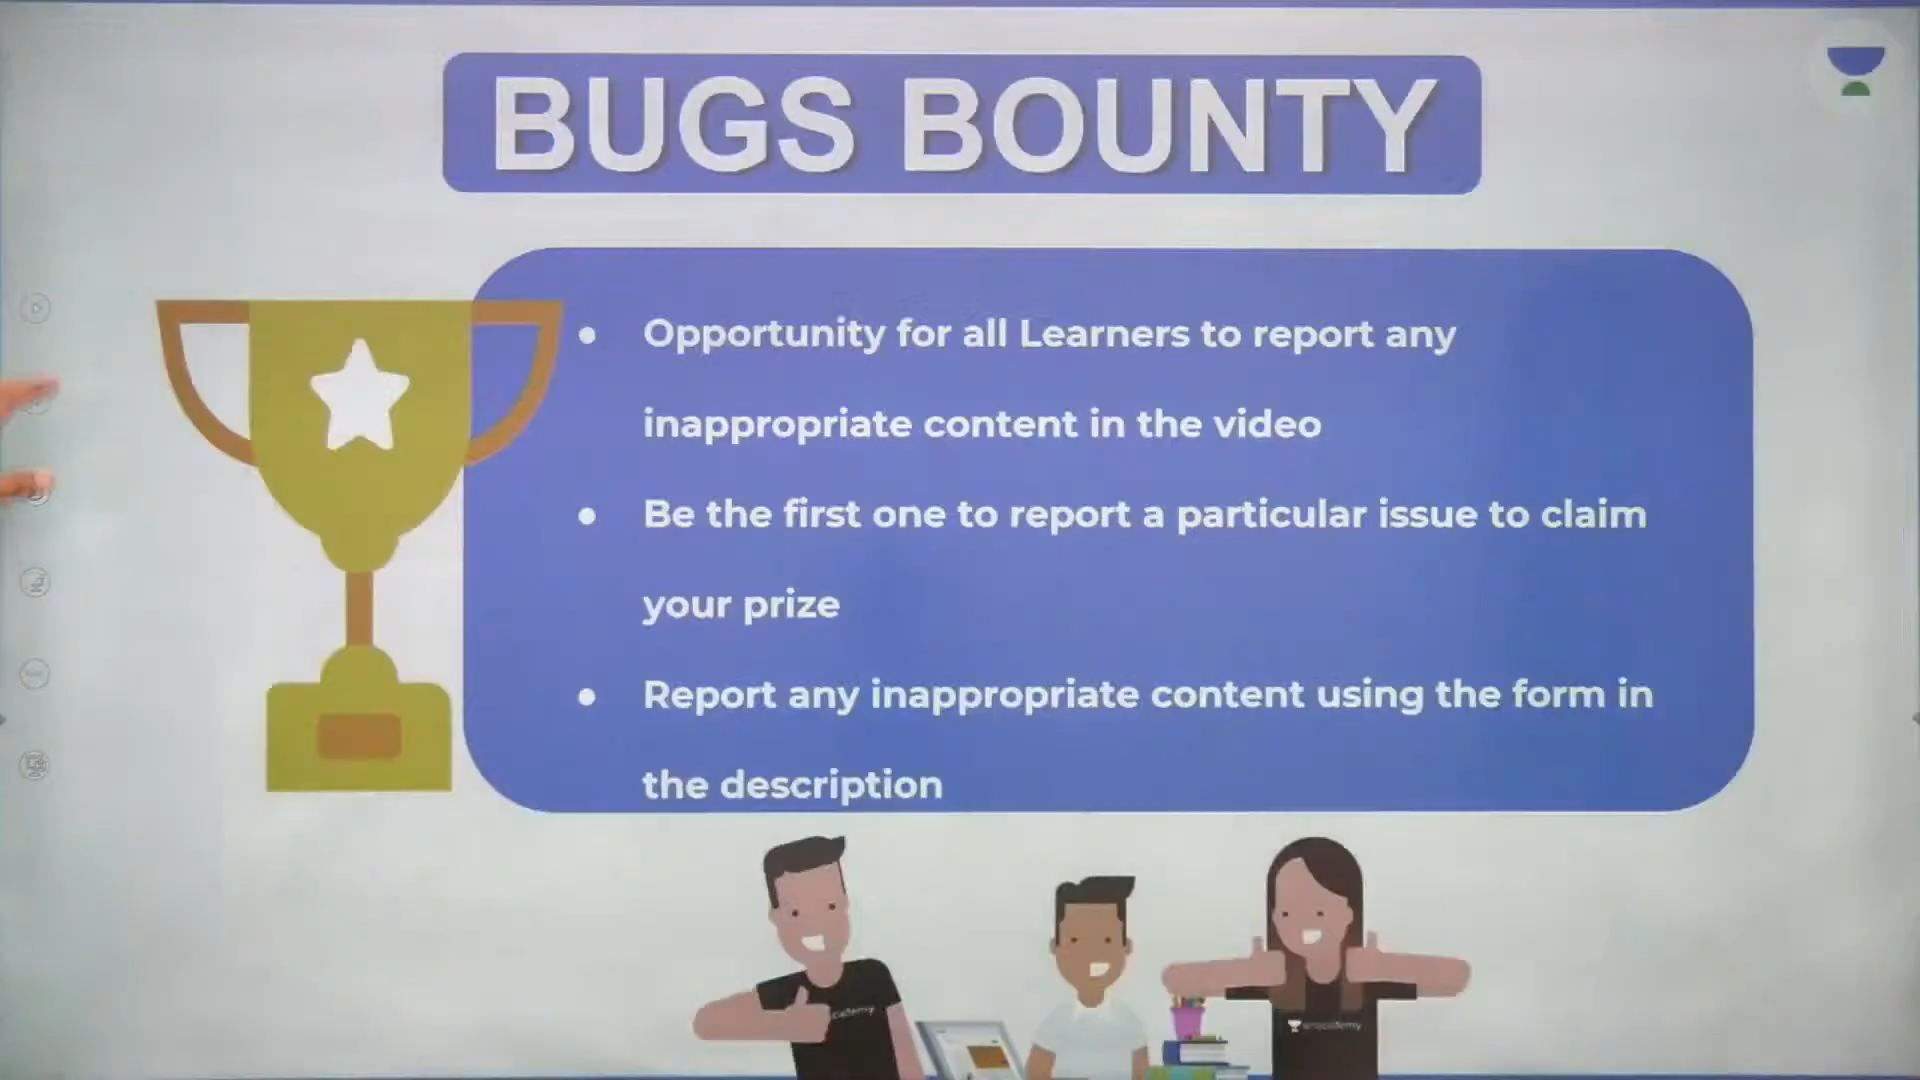 BUGS BOUNTY
● Opportunity for all Learners to report any
inappropriate content in the video
● Be the first one to report a particular issue to claim
your prize
● Report any inappropriate content using the form in
the description
unacademy